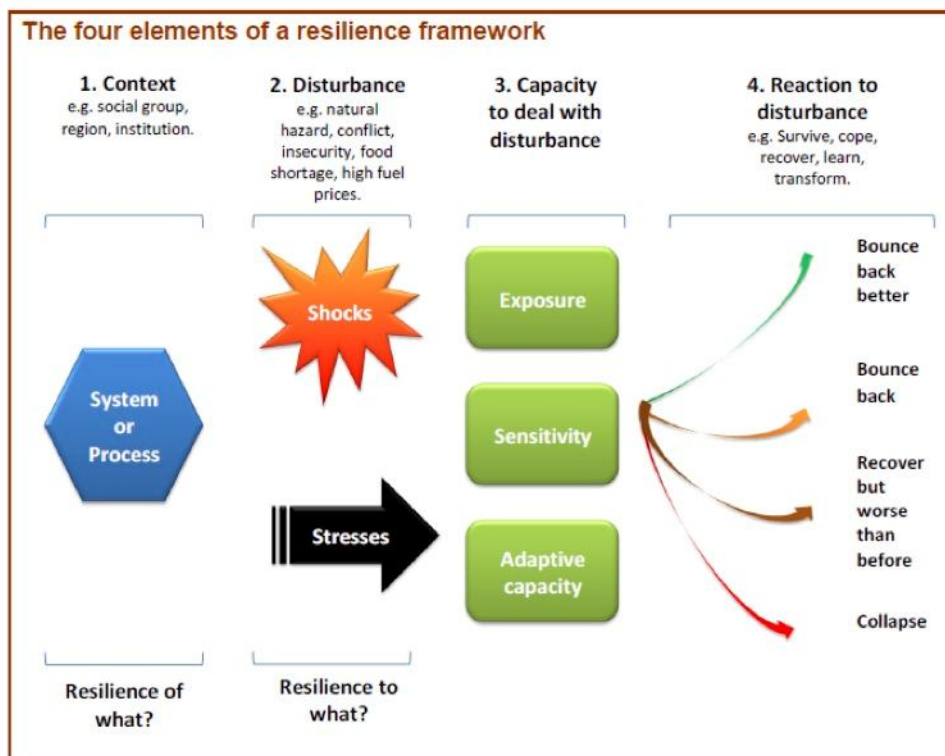 The four elements of a resilience framework
1. Context
e.g. social group,
region, institution.
2. Disturbance
e.g. natural
hazard, conflict,
insecurity, food
shortage, high fuel
prices.
3. Capacity
to deal with
disturbance
4. Reaction to
disturbance
e.g. Survive, cope,
recover, learn,
transform.
System
or
Process
Shocks
Stresses
Exposure
Sensitivity
Adaptive
capacity
Bounce
back
better
Bounce
back
Recover
but
worse
than
before
Collapse
Resilience of
what?
Resilience to
what?